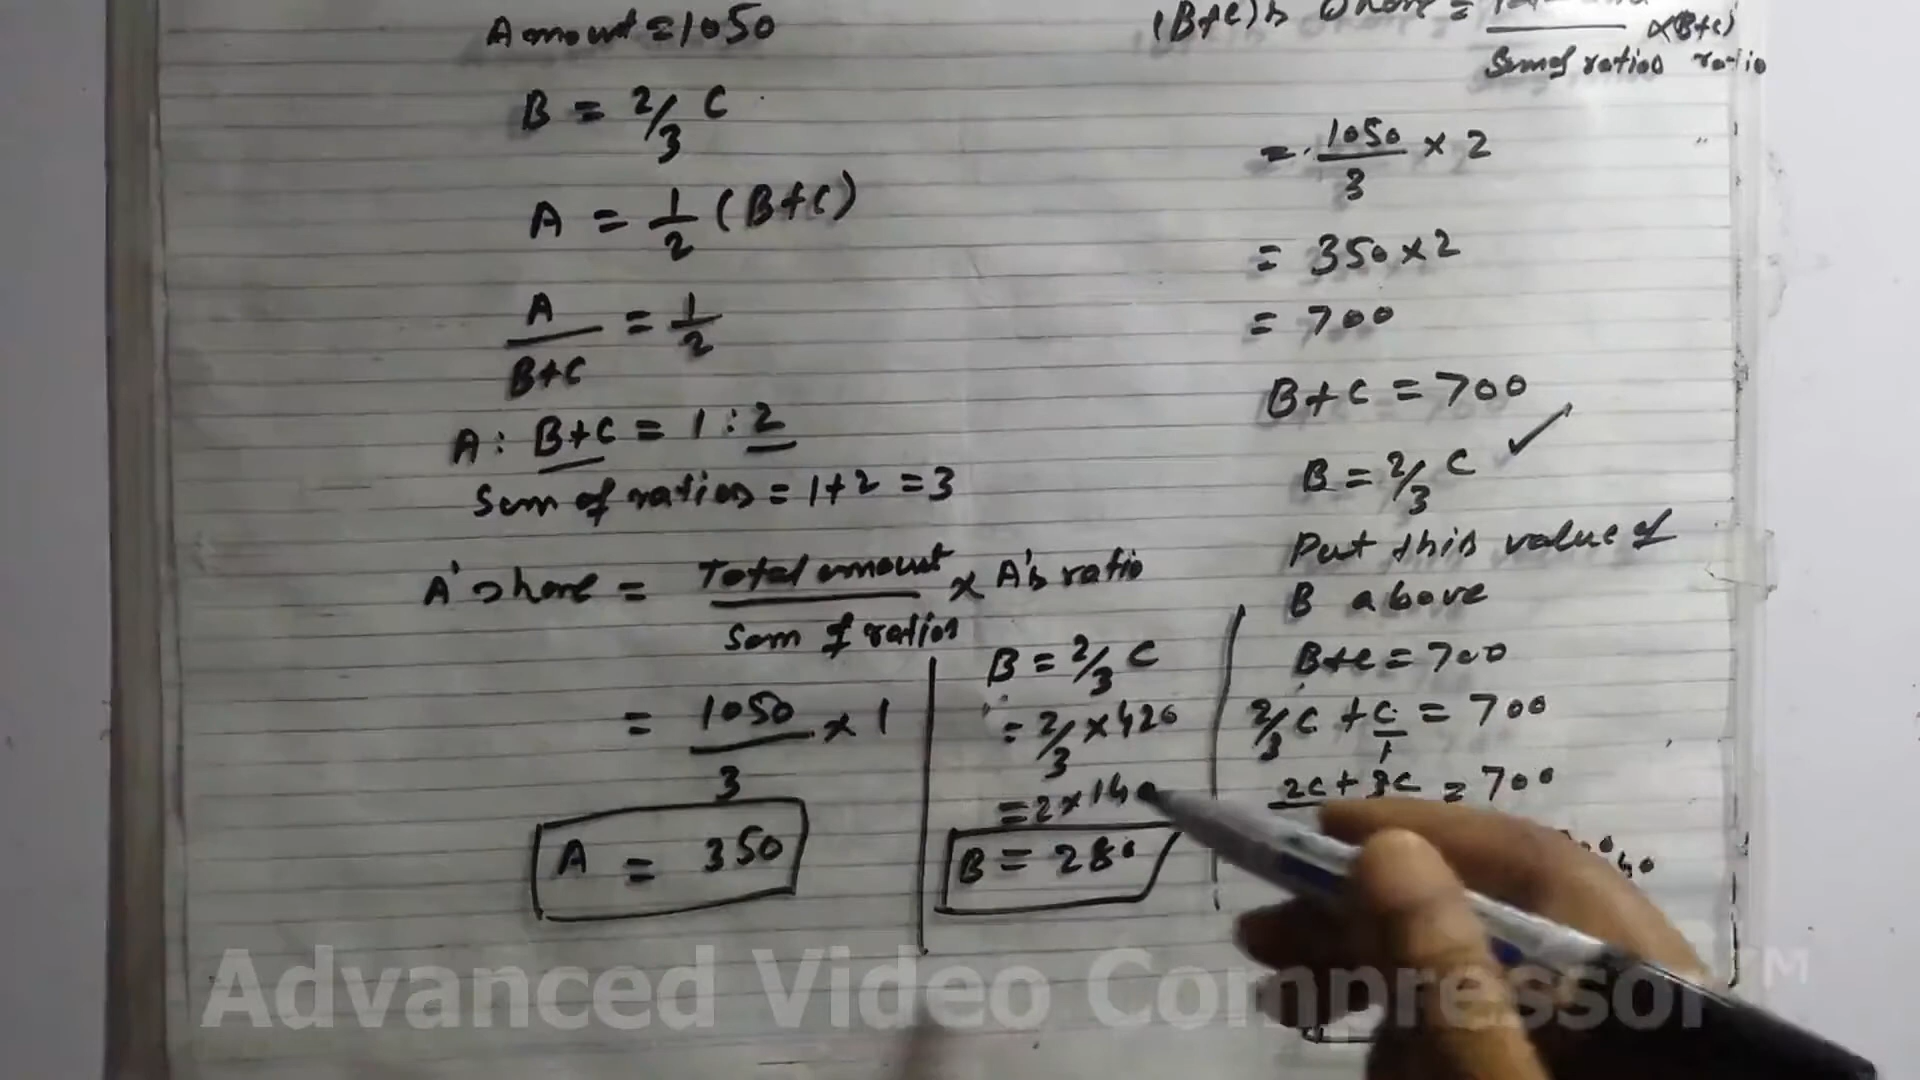 Amount = 1050
B = 2/3 C
A = 1/2 (B+C)
A/B+C = 1/2
A : B+C = 1 : 2
Sum of ratios = 1+2 = 3
A's share = Total amount / Sum of ratios × A's ratio
= 1050/3 × 1
A = 350
B = 2/3 C
= 2/3 × 420
= 2 × 140
B = 280
(B+C)'s Share = / Sum of ratios × (B+C) ratio
= 1050/3 × 2
= 350 × 2
= 700
B+C = 700
B = 2/3 C ✓
Put this value of
B above
B+C = 700
2/3 C + C/1 = 700
2C + 3C = 700
Advanced Video Compressor™